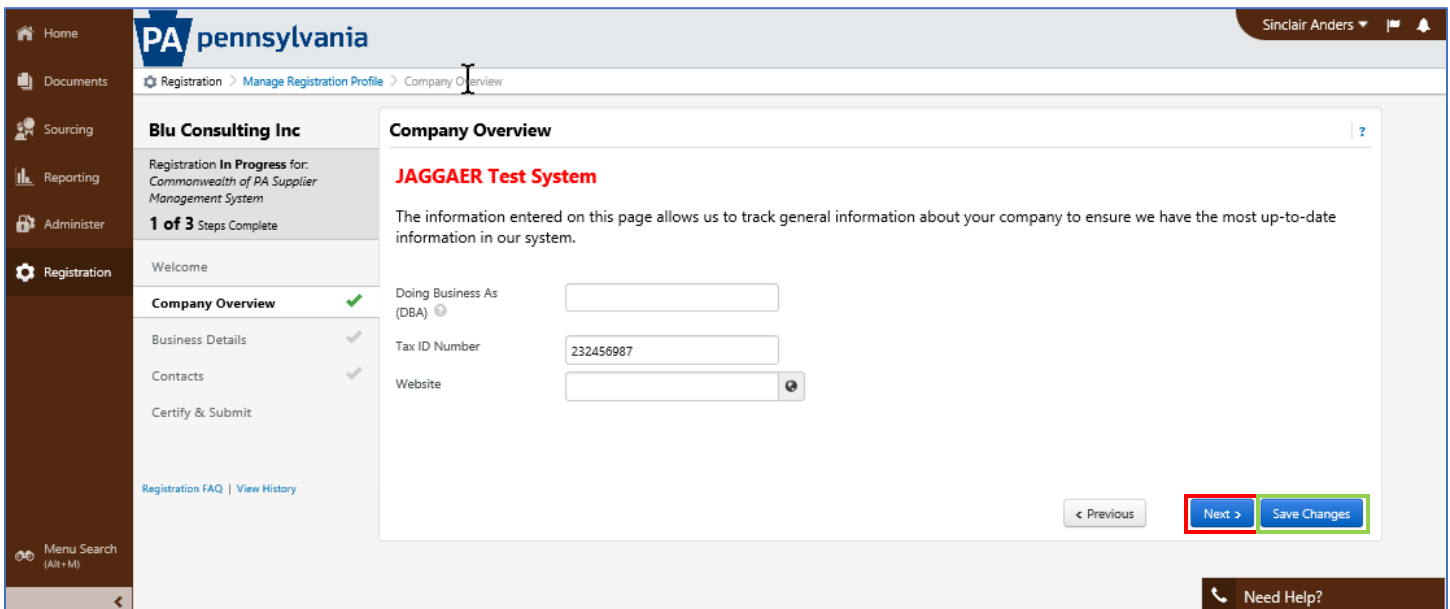 Home
Documents
Sourcing
Reporting
Administer
Registration
Menu Search
(Alt+M)
PA pennsylvania
Sinclair Anders
Registration > Manage Registration Profile > Company Overview
Blu Consulting Inc
Registration In Progress for:
Commonwealth of PA Supplier
Management System
1 of 3 Steps Complete
Welcome
Company Overview
Business Details
Contacts
Certify & Submit
Registration FAQ | View History
Company Overview
?
JAGGAER Test System
The information entered on this page allows us to track general information about your company to ensure we have the most up-to-date
information in our system.
Doing Business As
(DBA) ?
Tax ID Number 232456987
Website
< Previous
Next >
Save Changes
Need Help?